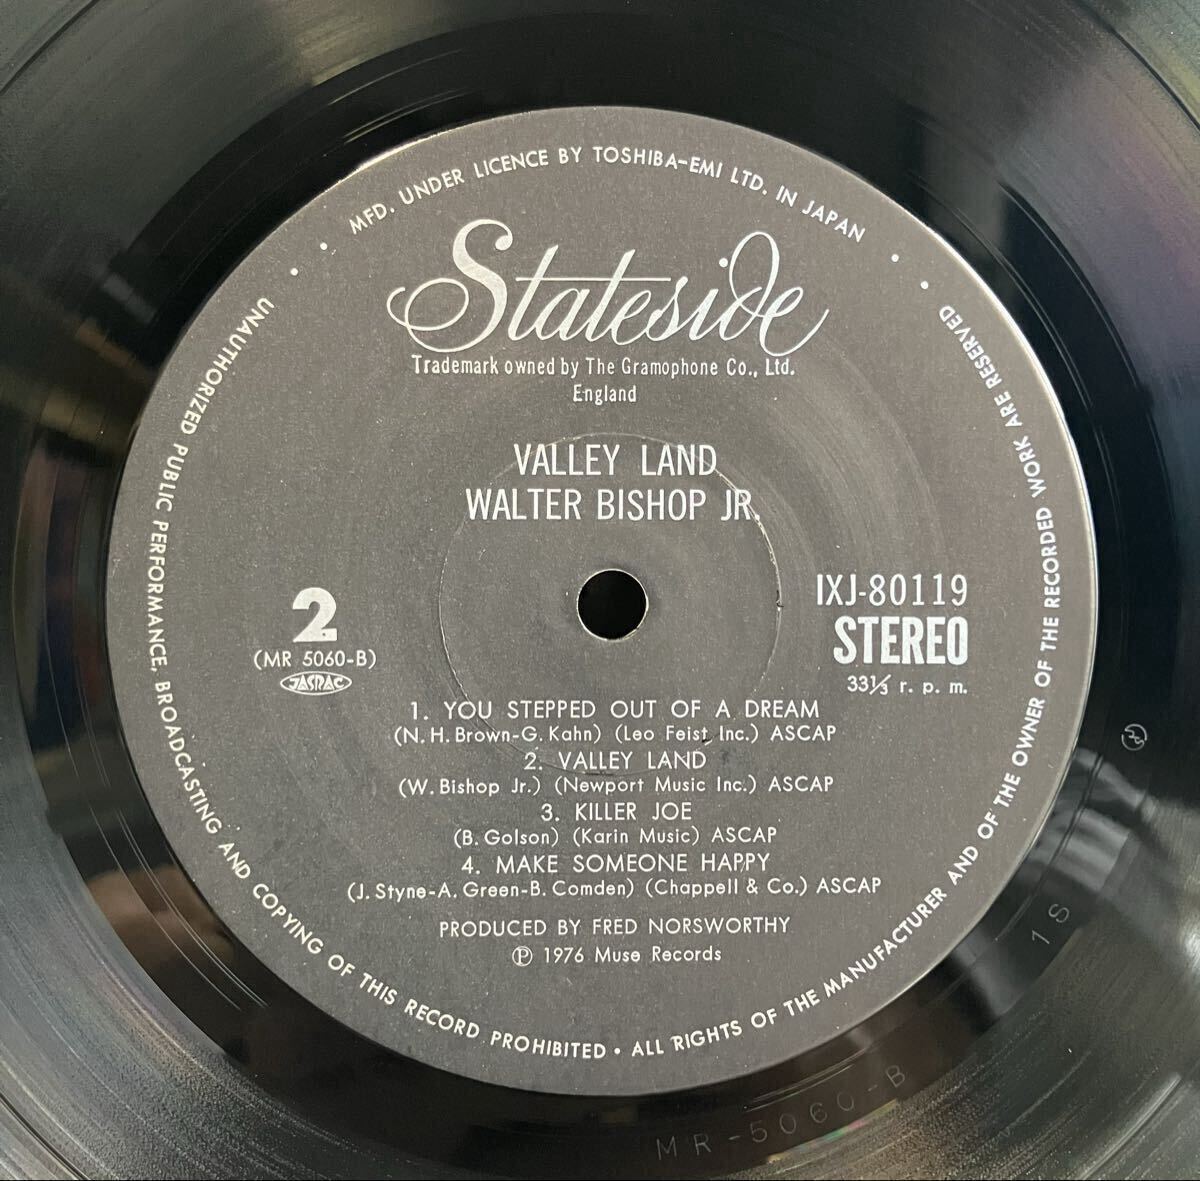 MFD. UNDER LICENCE BY TOSHIBA-EMI LTD. IN JAPAN
Stateside
Trademark owned by The Gramophone Co., Ltd.
England
VALLEY LAND
WALTER BISHOP JR.
2
(MR 5060-B)
JASRAC
IXJ-80119
STEREO
33⅓ r. p. m.
1. YOU STEPPED OUT OF A DREAM
(N. H. Brown-G. Kahn) (Leo Feist Inc.) ASCAP
2. VALLEY LAND
(W. Bishop Jr.) (Newport Music Inc.) ASCAP
3. KILLER JOE
(B. Golson) (Karin Music) ASCAP
4. MAKE SOMEONE HAPPY
(J. Styne-A. Green-B. Comden) (Chappell & Co.) ASCAP
PRODUCED BY FRED NORSWORTHY
℗ 1976 Muse Records
UNAUTHORIZED PUBLIC PERFORMANCE, BROADCASTING AND COPYING OF THIS RECORD PROHIBITED • ALL RIGHTS OF THE MANUFACTURER AND OF THE OWNER OF THE RECORDED WORK ARE RESERVED
1 S
MR-5060-B